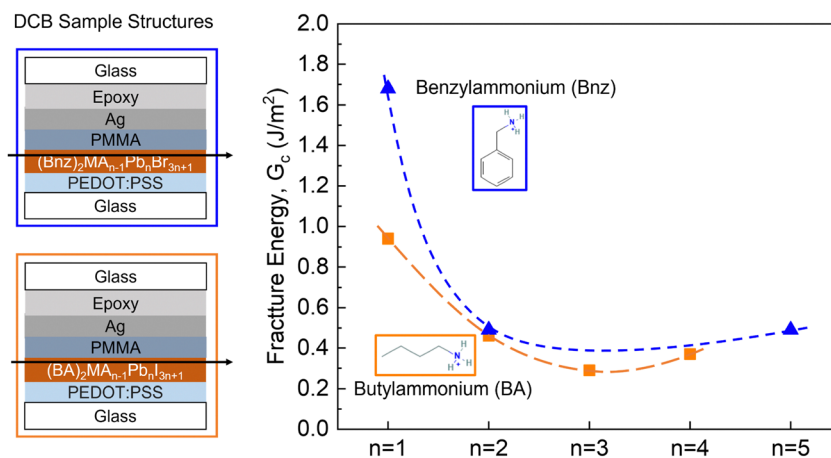 DCB Sample Structures
Glass
Epoxy
Ag
PMMA
(Bnz)₂MAₙ₋₁PbₙBr₃ₙ₊₁
PEDOT:PSS
Glass
Glass
Epoxy
Ag
PMMA
(BA)₂MAₙ₋₁PbₙI₃ₙ₊₁
PEDOT:PSS
Glass
Fractture Energy, G꜀ (J/m²)
2.0
1.8
1.6
1.4
1.2
1.0
0.8
0.6
0.4
0.2
0.0
Benzylammonium (Bnz)
H
H
N
+
H
N
+
H
H
H
Butylammonium (BA)
n=1 n=2 n=3 n=4 n=5